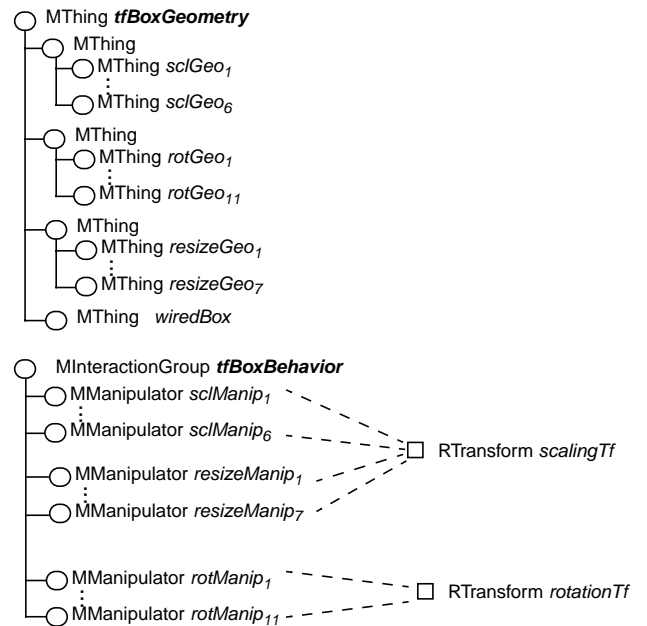 MThing tfBoxGeometry
MThing
MThing sclGeo1
MThing sclGeo6
MThing
MThing rotGeo1
MThing rotGeo11
MThing
MThing resizeGeo1
MThing resizeGeo7
MThing wiredBox
MInteractionGroup tfBoxBehavior
MManipulator sclManip1
MManipulator sclManip6
RTransform scalingTf
MManipulator resizeManip1
MManipulator resizeManip7
MManipulator rotManip1
RTransform rotationTf
MManipulator rotManip11